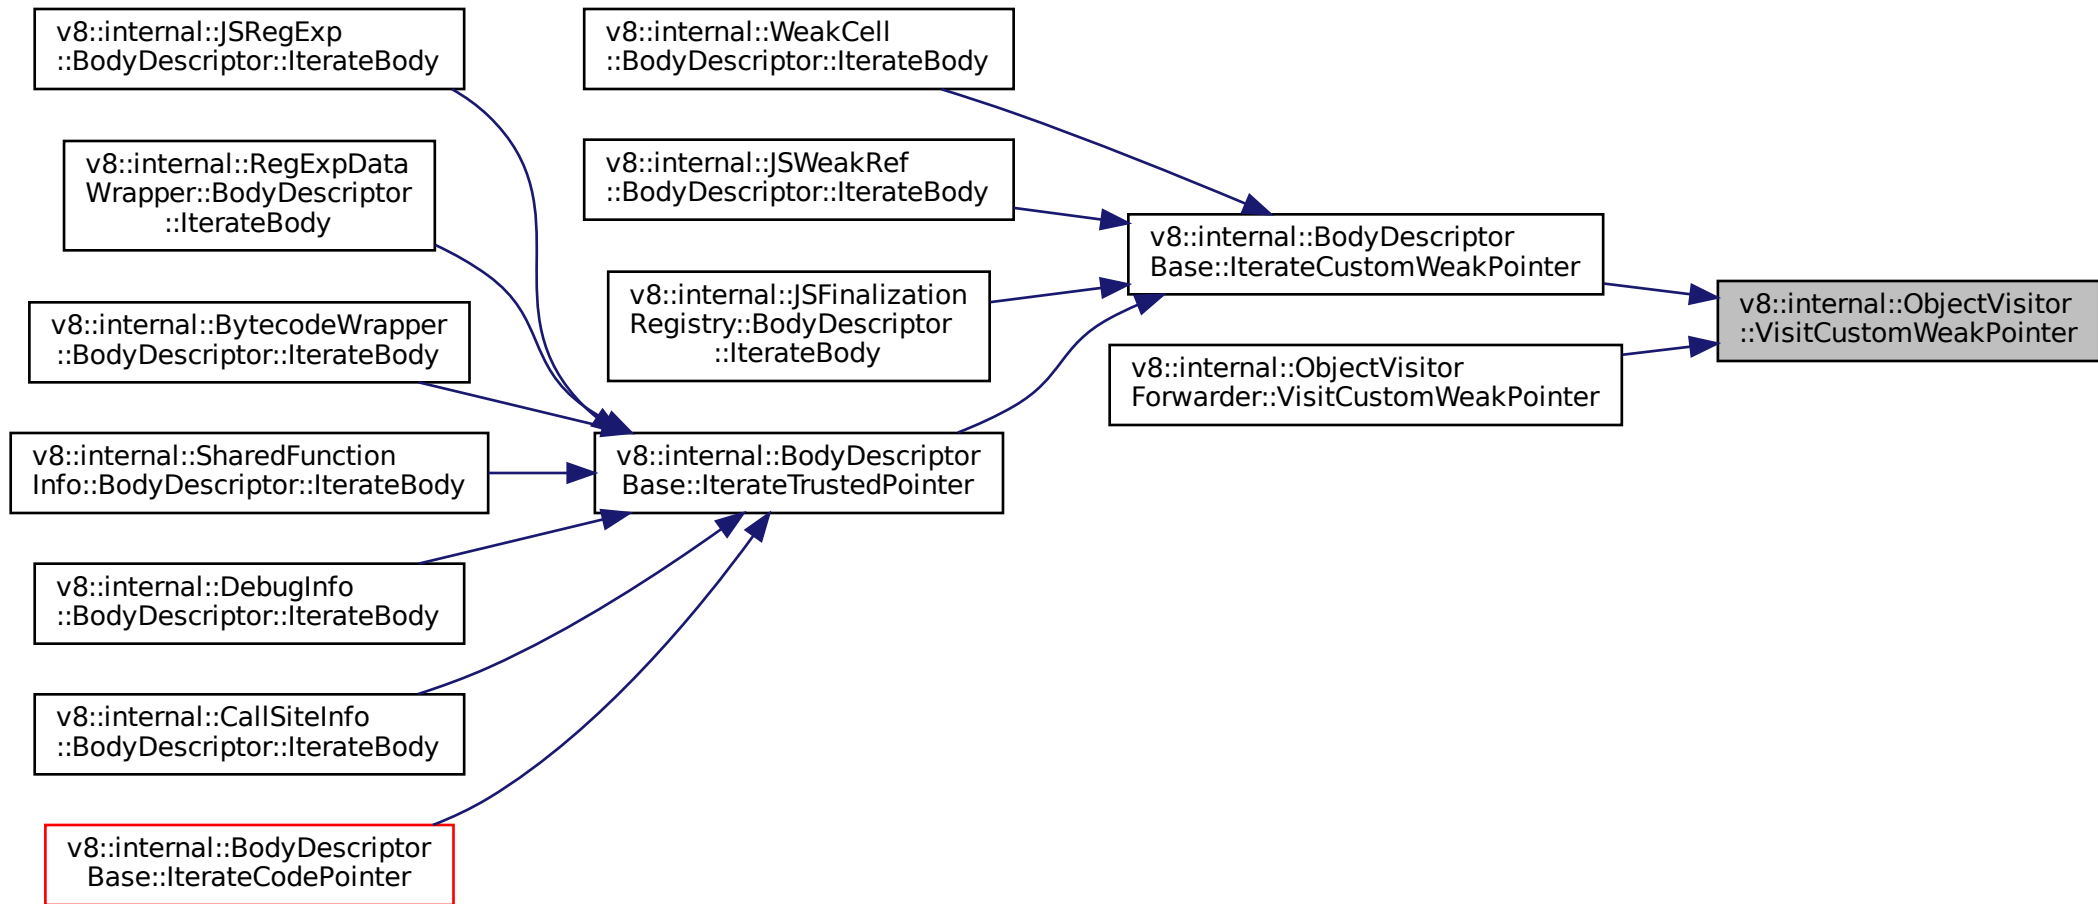 v8::internal::JSRegExp
::BodyDescriptor::IterateBody
v8::internal::RegExpData
Wrapper::BodyDescriptor
::IterateBody
v8::internal::BytecodeWrapper
::BodyDescriptor::IterateBody
v8::internal::SharedFunction
Info::BodyDescriptor::IterateBody
v8::internal::DebugInfo
::BodyDescriptor::IterateBody
v8::internal::CallSiteInfo
::BodyDescriptor::IterateBody
v8::internal::BodyDescriptor
Base::IterateCodePointer
v8::internal::WeakCell
::BodyDescriptor::IterateBody
v8::internal::JSWeakRef
::BodyDescriptor::IterateBody
v8::internal::JSFinalization
Registry::BodyDescriptor
::IterateBody
v8::internal::BodyDescriptor
Base::IterateTrustedPointer
v8::internal::BodyDescriptor
Base::IterateCustomWeakPointer
v8::internal::ObjectVisitor
Forwarder::VisitCustomWeakPointer
v8::internal::ObjectVisitor
::VisitCustomWeakPointer